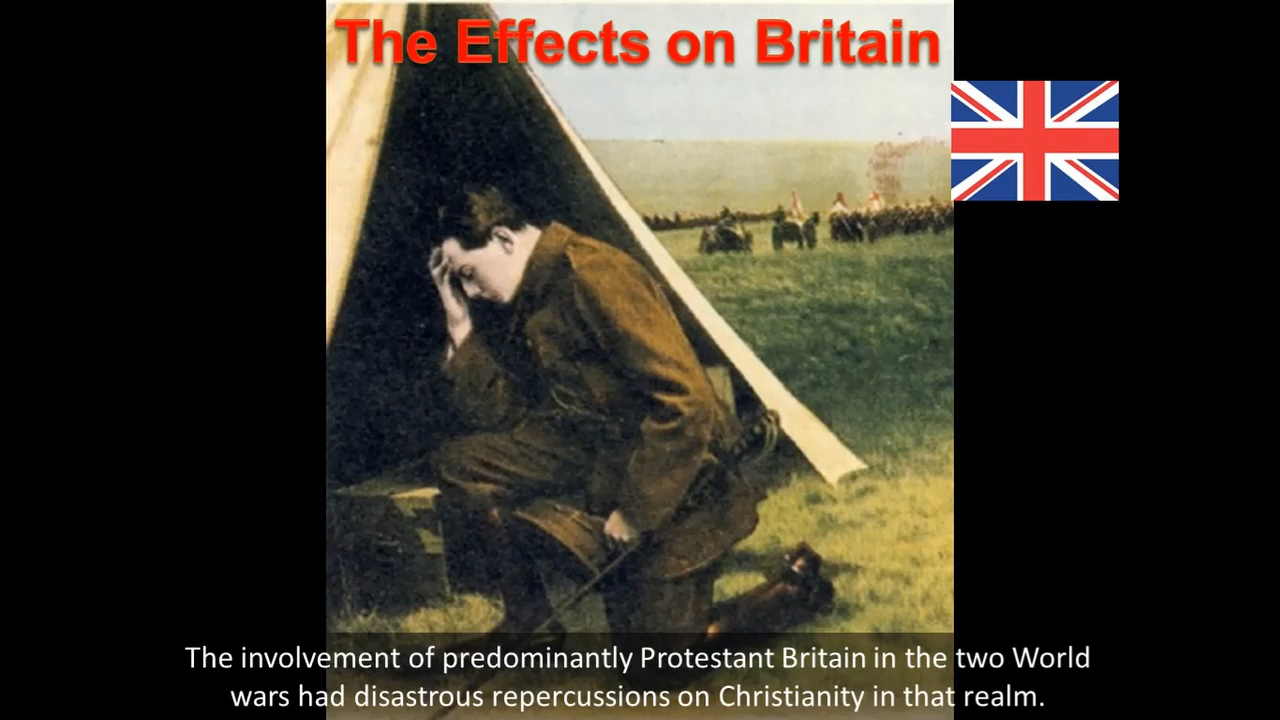 The Effects on Britain
The involvement of predominantly Protestant Britain in the two World
wars had disastrous repercussions on Christianity in that realm.